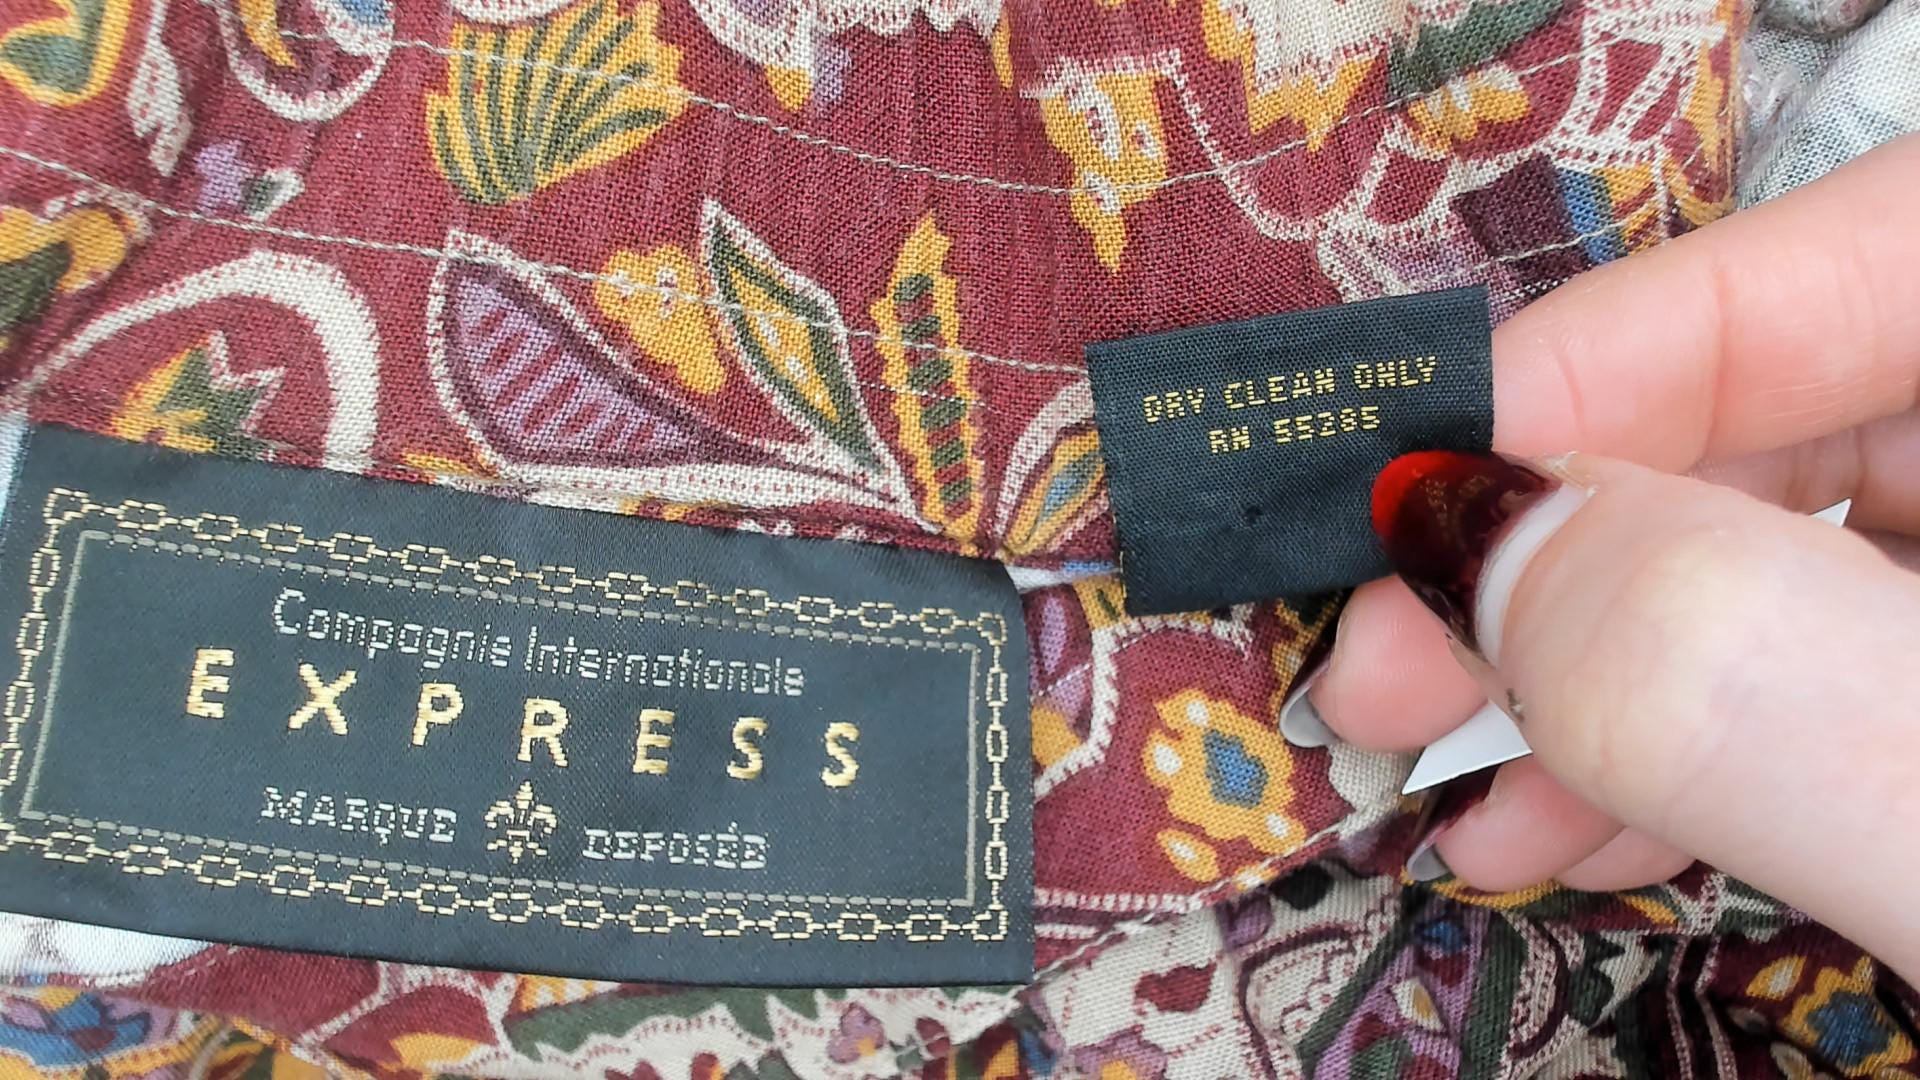 Compagnie Internationale
EXPRESS
MARQUE DEPOSÉE
DRY CLEAN ONLY
RN 55285